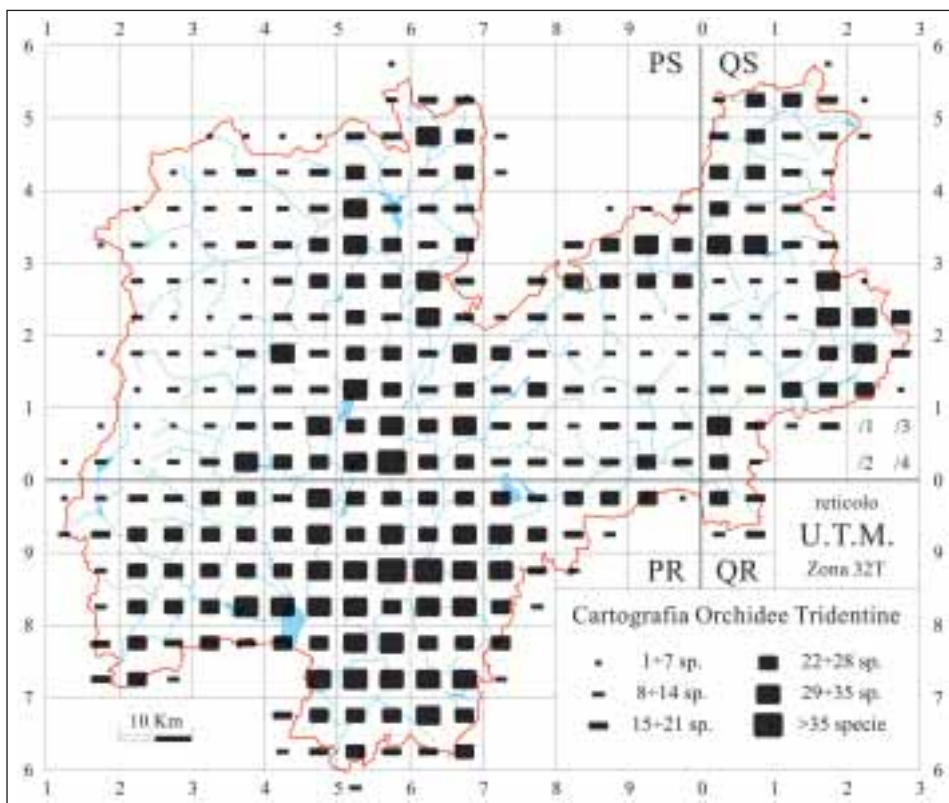 1 2 3 4 5 6 7 8 9 0 1 2 3
6 6
PS QS
5 5
4 4
3 3
2 2
1 1
/1 /3
/2 /4
0 0
reticolo
U.T.M.
Zona 32T
9 9
PR QR
8 8
Cartografia Orchidee Tridentine
1÷7 sp. 22÷28 sp.
8÷14 sp. 29÷35 sp.
15÷21 sp. >35 specie
7 7
10 Km
6 6
1 2 3 4 5 6 7 8 9 0 1 2 3